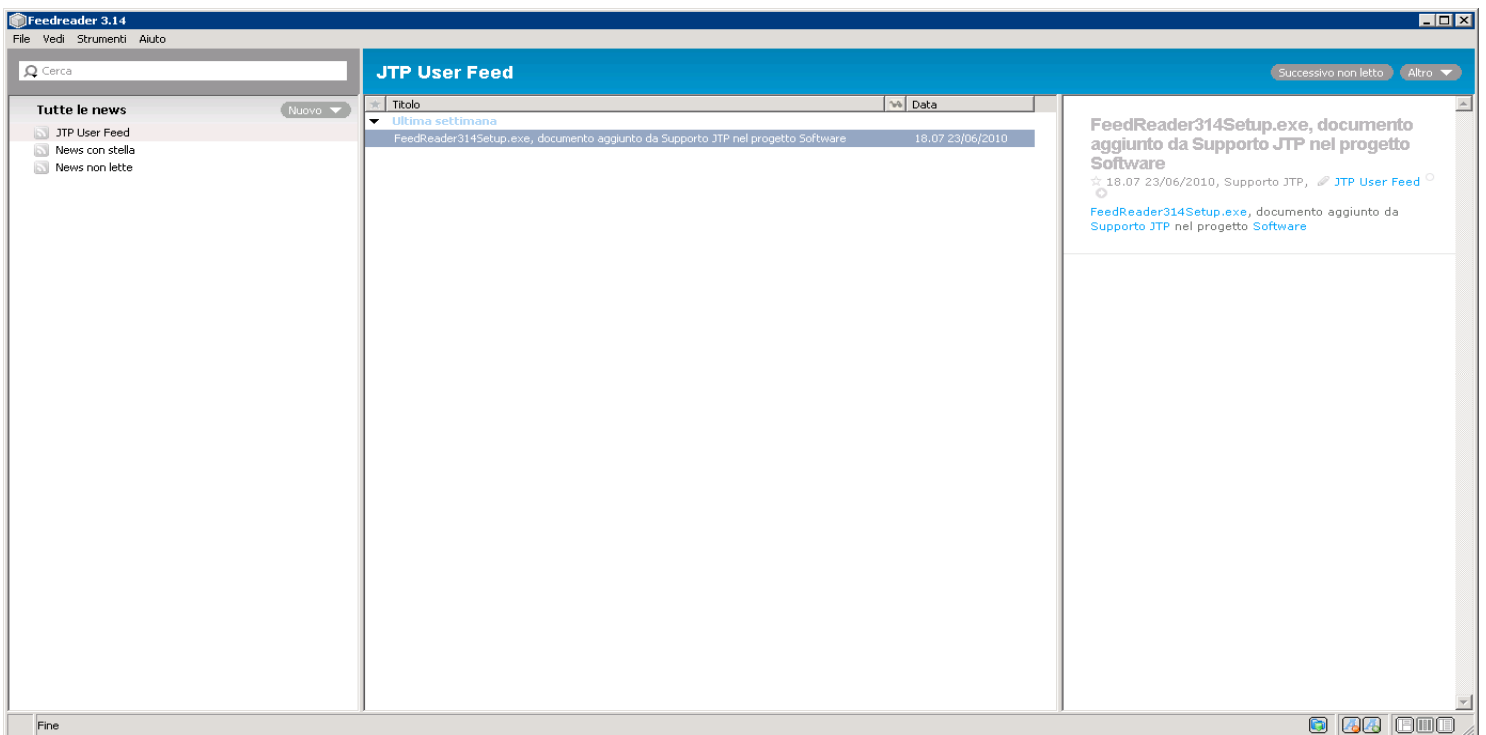 Feedreader 3.14
File Vedi Strumenti Aiuto
Cerca
JTP User Feed
Successivo non letto
Altro
Tutte le news
Nuovo
JTP User Feed
News con stella
News non lette
Titolo
Data
Ultima settimana
FeedReader314Setup.exe, documento aggiunto da Supporto JTP nel progetto Software 18.07 23/06/2010
FeedReader314Setup.exe, documento
aggiunto da Supporto JTP nel progetto
Software
18.07 23/06/2010, Supporto JTP, JTP User Feed
FeedReader314Setup.exe, documento aggiunto da
Supporto JTP nel progetto Software
Fine